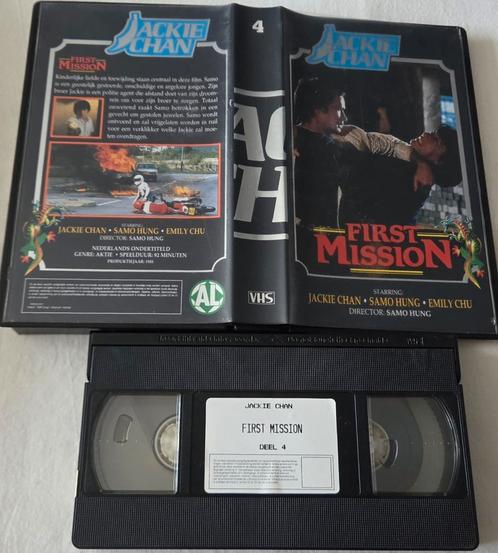 JACKIE
CHAN
FIRST
MISSION
Kinderlijke liefde en toewijding staan centraal in deze film. Samo
is een geestelijk gestoorde, onschuldige en argeloze jongen. Zijn
broer Jackie is een politie agent die afstand doet van zijn droom-
reis om voor zijn broer te zorgen. Totaal
onwetend raakt Samo betrokken in een
gevecht om gestolen juwelen. Samo wordt
ontvoerd en zal vrijgelaten worden in ruil
voor een verklikker welke Jackie zal moe-
ten overdragen.
STARRING:
JACKIE CHAN • SAMO HUNG • EMILY CHU
DIRECTOR: SAMO HUNG
NEDERLANDS ONDERTITELD
GENRE: AKTIE • SPEELDUUR: 92 MINUTEN
PRODUKTIEJAAR: 1985
AL
4
VHS
JACKIE
CHAN
FIRST
MISSION
STARRING:
JACKIE CHAN • SAMO HUNG • EMILY CHU
DIRECTOR: SAMO HUNG
JACKIE CHAN
FIRST MISSION
DEEL 4